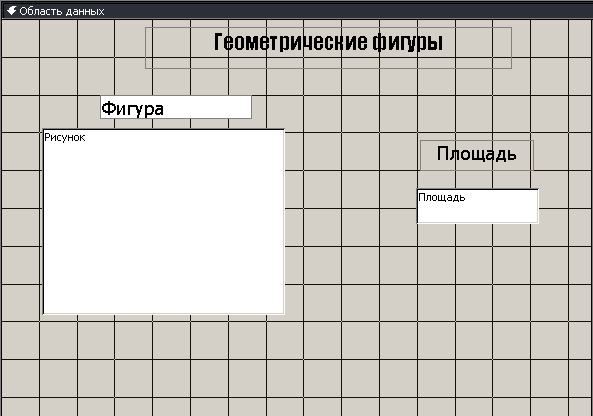 Область данных
Геометрические фигуры
Фигура
Рисунок
Площадь
Площадь